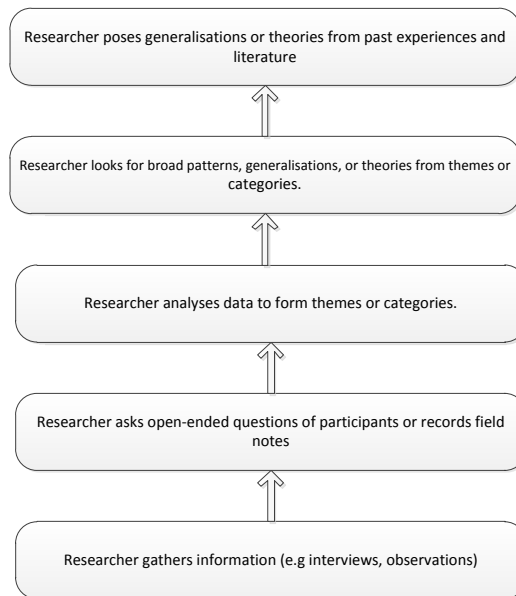 Researcher poses generalisations or theories from past experiences and
literature
Researcher looks for broad patterns, generalisations, or theories from themes or
categories.
Researcher analyses data to form themes or categories.
Researcher asks open-ended questions of participants or records field
notes
Researcher gathers information (e.g interviews, observations)